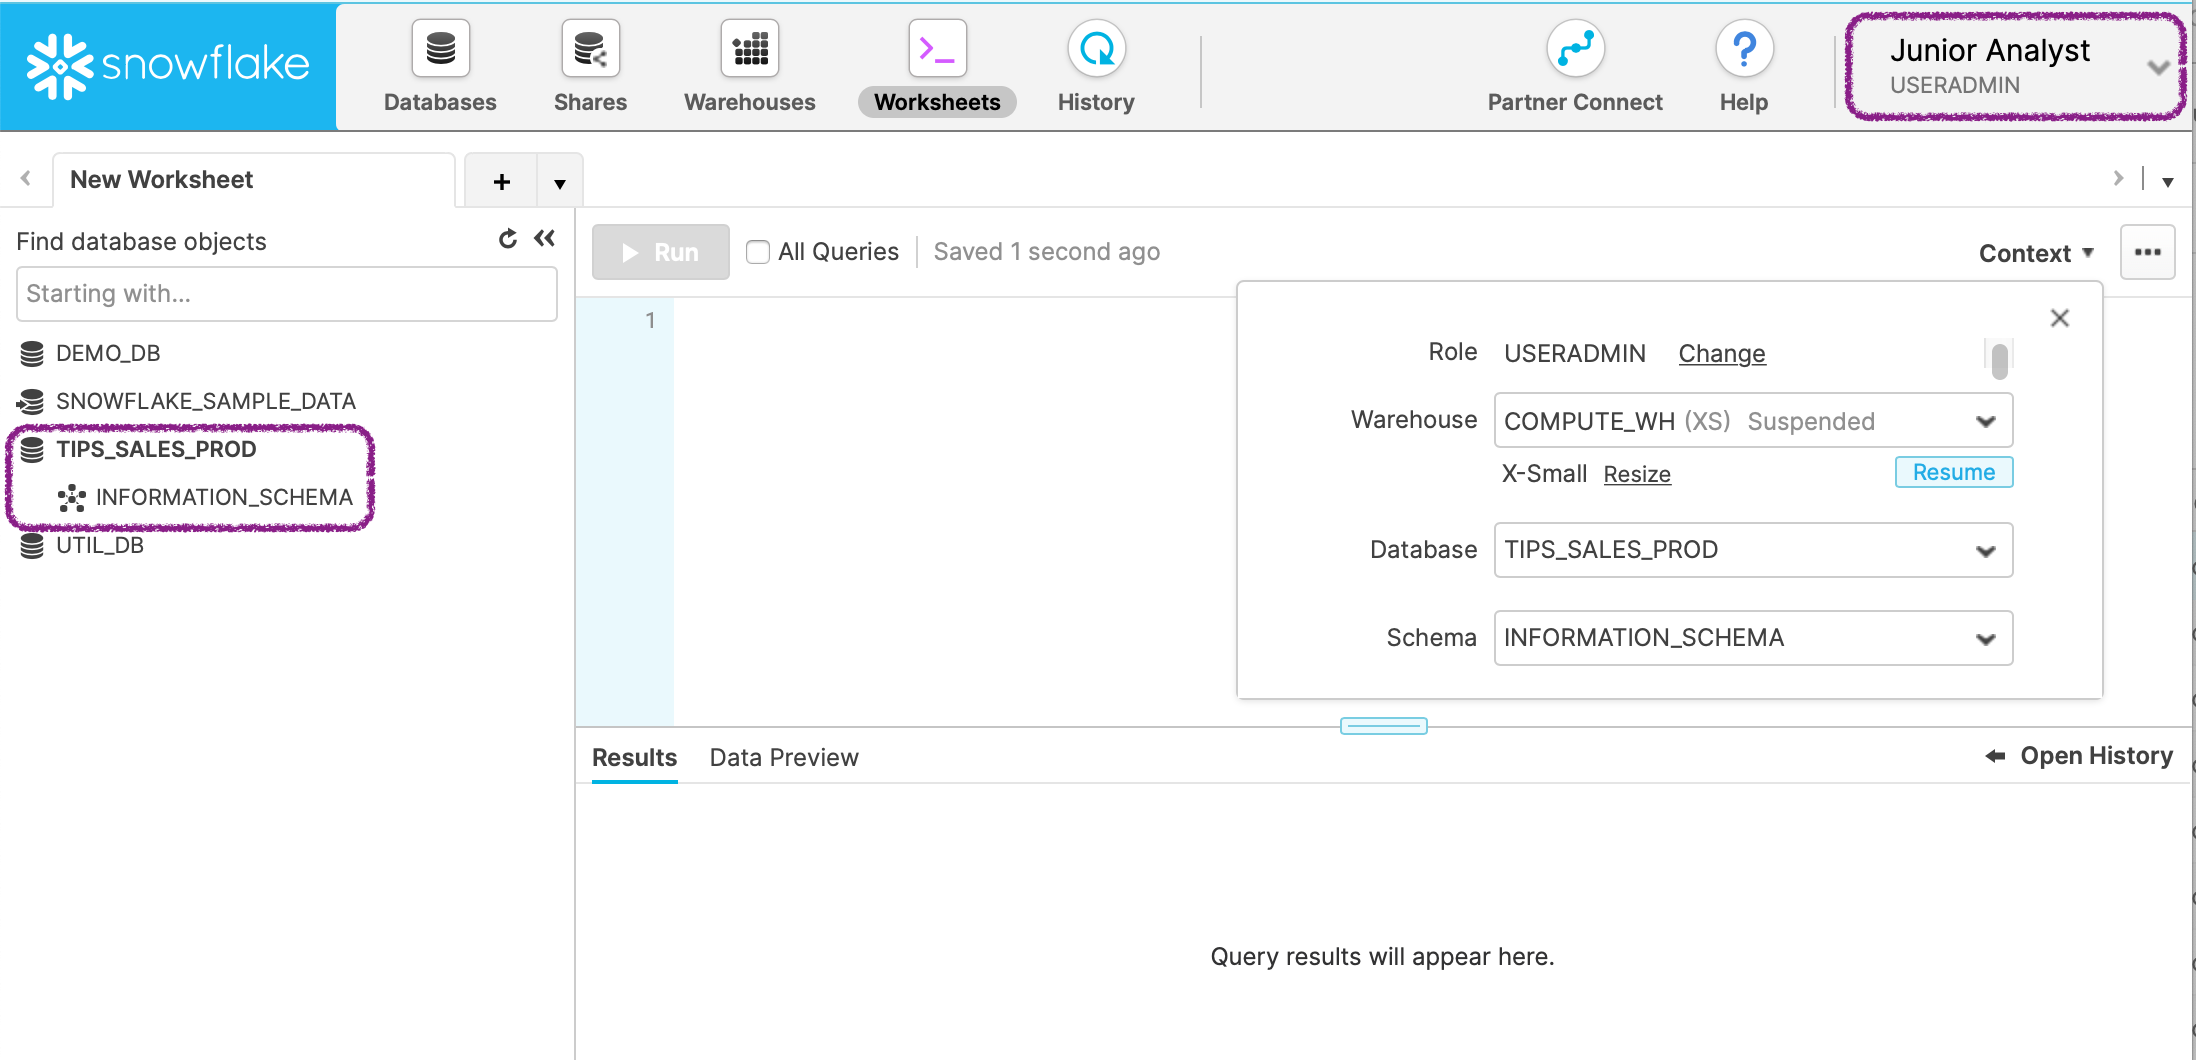 snowflake
Databases
Shares
Warehouses
Worksheets
History
Partner Connect
Help
Junior Analyst
USERADMIN
New Worksheet
Find database objects
Starting with...
DEMO_DB
SNOWFLAKE_SAMPLE_DATA
TIPS_SALES_PROD
INFORMATION_SCHEMA
UTIL_DB
Run
All Queries
Saved 1 second ago
Context
1
Role USERADMIN Change
Warehouse COMPUTE_WH (XS) Suspended
X-Small Resize Resume
Database TIPS_SALES_PROD
Schema INFORMATION_SCHEMA
Results Data Preview
Open History
Query results will appear here.